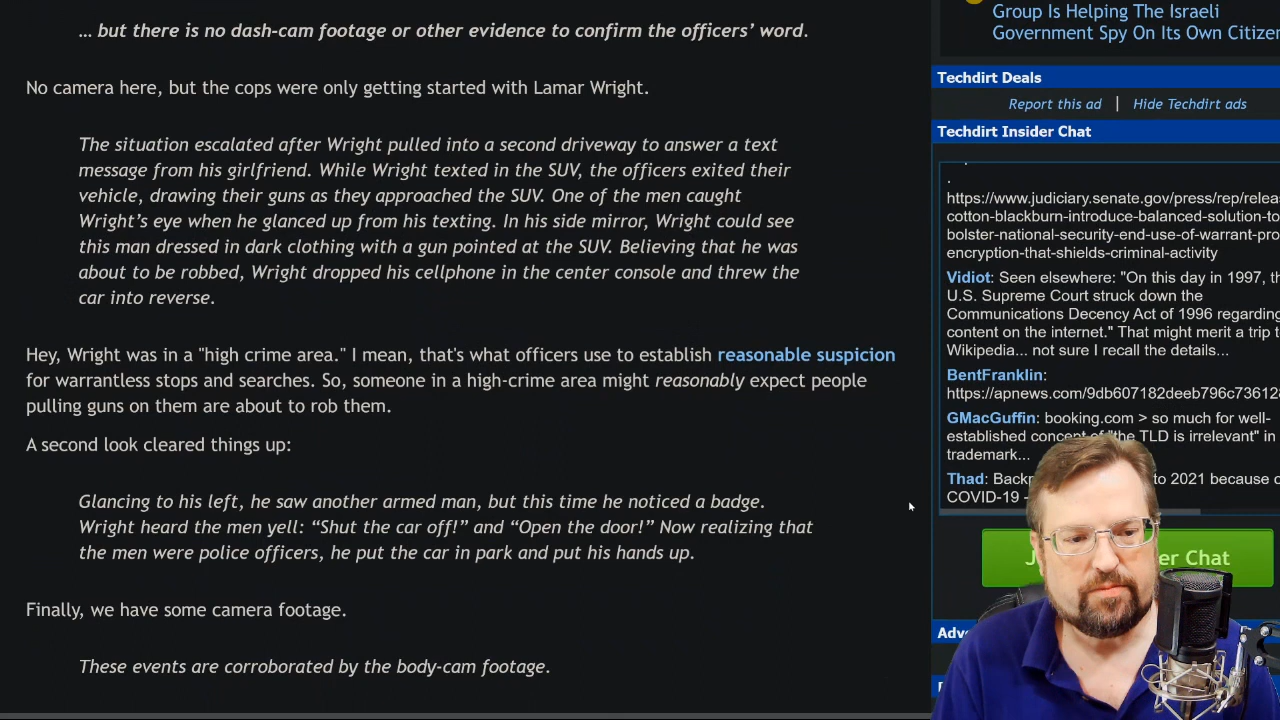 … but there is no dash-cam footage or other evidence to confirm the officers’ word.
No camera here, but the cops were only getting started with Lamar Wright.
The situation escalated after Wright pulled into a second driveway to answer a text
message from his girlfriend. While Wright texted in the SUV, the officers exited their
vehicle, drawing their guns as they approached the SUV. One of the men caught
Wright’s eye when he glanced up from his texting. In his side mirror, Wright could see
this man dressed in dark clothing with a gun pointed at the SUV. Believing that he was
about to be robbed, Wright dropped his cellphone in the center console and threw the
car into reverse.
Hey, Wright was in a "high crime area." I mean, that's what officers use to establish reasonable suspicion
for warrantless stops and searches. So, someone in a high-crime area might reasonably expect people
pulling guns on them are about to rob them.
A second look cleared things up:
Glancing to his left, he saw another armed man, but this time he noticed a badge.
Wright heard the men yell: “Shut the car off!” and “Open the door!” Now realizing that
the men were police officers, he put the car in park and put his hands up.
Finally, we have some camera footage.
These events are corroborated by the body-cam footage.
Group Is Helping The Israeli
Government Spy On Its Own Citizen
Techdirt Deals
Report this ad | Hide Techdirt ads
Techdirt Insider Chat
.
https://www.judiciary.senate.gov/press/rep/relea
cotton-blackburn-introduce-balanced-solution-to
bolster-national-security-end-use-of-warrant-pro
encryption-that-shields-criminal-activity
Vidiot: Seen elsewhere: "On this day in 1997, th
U.S. Supreme Court struck down the
Communications Decency Act of 1996 regarding
content on the internet." That might merit a trip t
Wikipedia... not sure I recall the details...
BentFranklin:
https://apnews.com/9db607182deeb796c73612
GMacGuffin: booking.com > so much for well-
established concept of "the TLD is irrelevant" in
trademark...
Thad: to 2021 because
COVID-19 -
er Chat